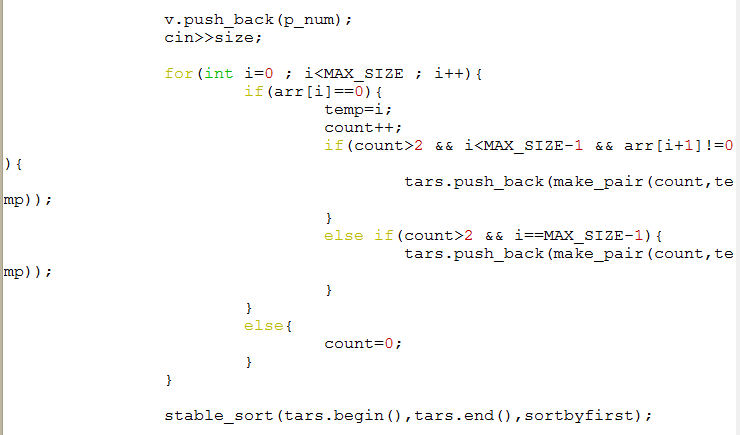 v.push_back(p_num);
cin>>size;
for(int i=0 ; i<MAX_SIZE ; i++){
if(arr[i]==0){
temp=i;
count++;
if(count>2 && i<MAX_SIZE-1 && arr[i+1]!=0
){
tars.push_back(make_pair(count,te
mp));
}
else if(count>2 && i==MAX_SIZE-1){
tars.push_back(make_pair(count,te
mp));
}
}
else{
count=0;
}
}
stable_sort(tars.begin(),tars.end(),sortbyfirst);